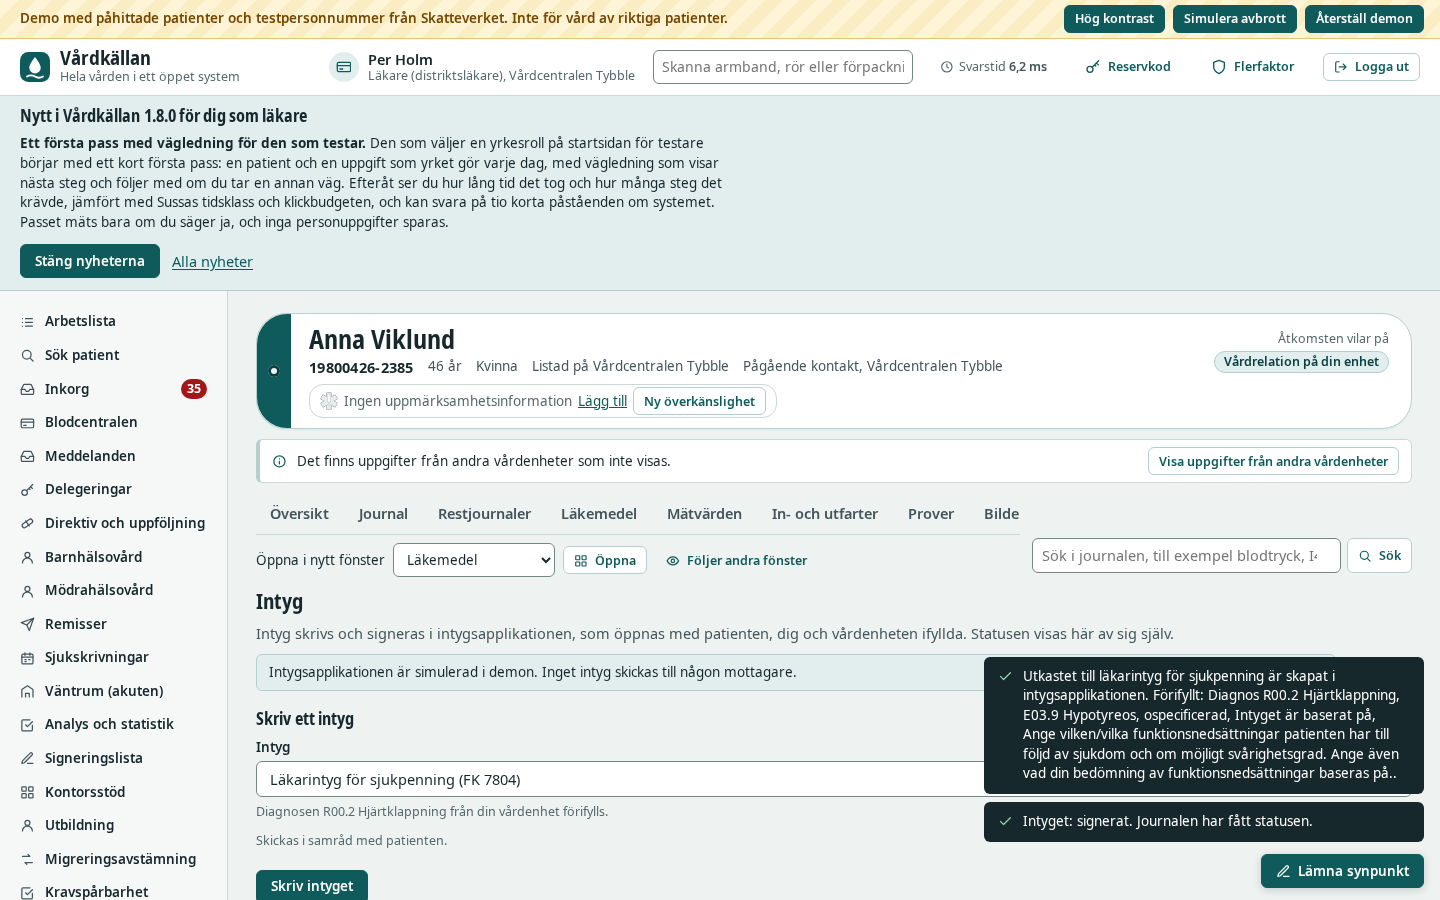 Demo med påhittade patienter och testpersonnummer från Skatteverket. Inte för vård av riktiga patienter.
Hög kontrast
Simulera avbrott
Återställ demon
Vårdkällan
Hela vården i ett öppet system
Per Holm
Läkare (distriktsläkare), Vårdcentralen Tybble
Skanna armband, rör eller förpackni
Svarstid 6,2 ms
Reservkod
Flerfaktor
Logga ut
Nytt i Vårdkällan 1.8.0 för dig som läkare
Ett första pass med vägledning för den som testar. Den som väljer en yrkesroll på startsidan för testare
börjar med ett kort första pass: en patient och en uppgift som yrket gör varje dag, med vägledning som visar
nästa steg och följer med om du tar en annan väg. Efteråt ser du hur lång tid det tog och hur många steg det
krävde, jämfört med Sussas tidsklass och klickbudgeten, och kan svara på tio korta påståenden om systemet.
Passet mäts bara om du säger ja, och inga personuppgifter sparas.
Stäng nyheterna
Alla nyheter
Arbetslista
Sök patient
Inkorg
35
Blodcentralen
Meddelanden
Delegeringar
Direktiv och uppföljning
Barnhälsovård
Mödrahälsovård
Remisser
Sjukskrivningar
Väntrum (akuten)
Analys och statistik
Signeringslista
Kontorsstöd
Utbildning
Migreringsavstämning
Kravspårbarhet
Anna Viklund
19800426-2385
46 år
Kvinna
Listad på Vårdcentralen Tybble
Pågående kontakt, Vårdcentralen Tybble
Åtkomsten vilar på
Vårdrelation på din enhet
Ingen uppmärksamhetsinformation
Lägg till
Ny överkänslighet
Det finns uppgifter från andra vårdenheter som inte visas.
Visa uppgifter från andra vårdenheter
Översikt
Journal
Restjournaler
Läkemedel
Mätvärden
In- och utfarter
Prover
Bilde
Öppna i nytt fönster
Läkemedel
Öppna
Följer andra fönster
Sök i journalen, till exempel blodtryck, I
Sök
Intyg
Intyg skrivs och signeras i intygsapplikationen, som öppnas med patienten, dig och vårdenheten ifyllda. Statusen visas här av sig själv.
Intygsapplikationen är simulerad i demon. Inget intyg skickas till någon mottagare.
Skriv ett intyg
Intyg
Läkarintyg för sjukpenning (FK 7804)
Diagnosen R00.2 Hjärtklappning från din vårdenhet förifylls.
Skickas i samråd med patienten.
Skriv intyget
Utkastet till läkarintyg för sjukpenning är skapat i
intygsapplikationen. Förifyllt: Diagnos R00.2 Hjärtklappning,
E03.9 Hypotyreos, ospecificerad, Intyget är baserat på,
Ange vilken/vilka funktionsnedsättningar patienten har till
följd av sjukdom och om möjligt svårighetsgrad. Ange även
vad din bedömning av funktionsnedsättningar baseras på..
Intyget: signerat. Journalen har fått statusen.
Lämna synpunkt